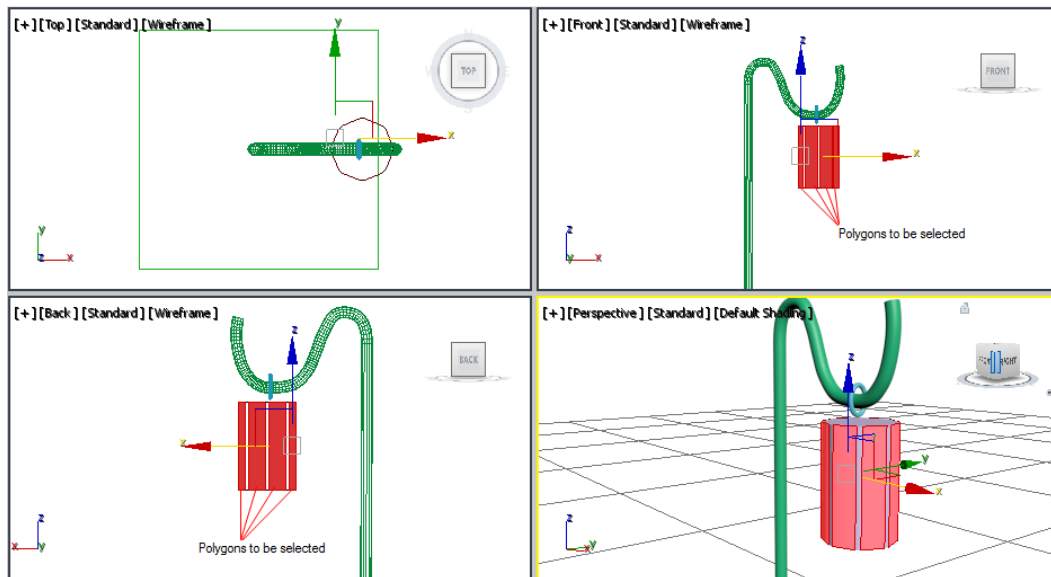 [+] [Top] [Standard] [Wireframe]
N
W
TOP
E
S
y
x
y
z
x
[+] [Front] [Standard] [Wireframe]
FRONT
z
x
z
y
x
Polygons to be selected
[+] [Back] [Standard] [Wireframe]
BACK
z
x
z
x
y
Polygons to be selected
[+] [Perspective] [Standard] [Default Shading]
RIGHT
z
y
x
z
y
x